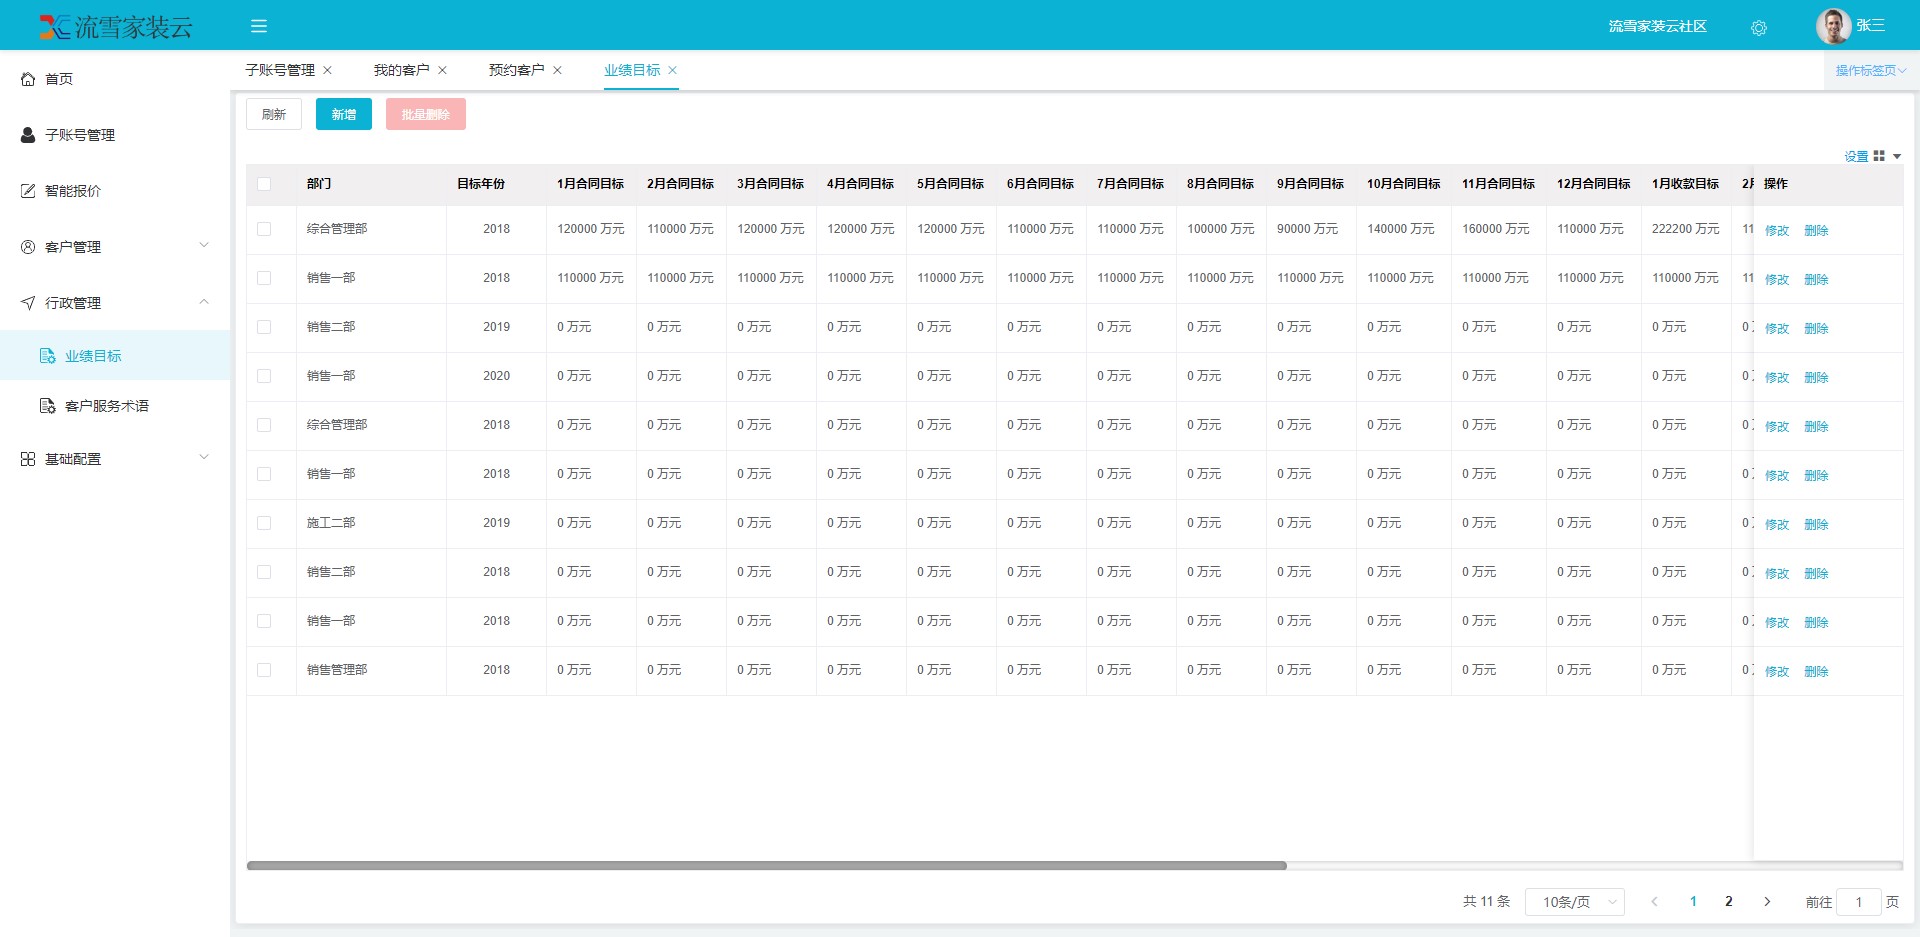 流雪家装云
流雪家装云社区
张三
首页
子账号管理
智能报价
客户管理
行政管理
业绩目标
客户服务术语
基础配置
子账号管理 我的客户 预约客户 业绩目标 操作标签页
刷新 新增 批量删除
设置
部门 目标年份 1月合同目标 2月合同目标 3月合同目标 4月合同目标 5月合同目标 6月合同目标 7月合同目标 8月合同目标 9月合同目标 10月合同目标 11月合同目标 12月合同目标 1月收款目标 操作
综合管理部 2018 120000 万元 110000 万元 120000 万元 120000 万元 120000 万元 110000 万元 110000 万元 100000 万元 90000 万元 140000 万元 160000 万元 110000 万元 222200 万元 11 修改 删除
销售一部 2018 110000 万元 110000 万元 110000 万元 110000 万元 110000 万元 110000 万元 110000 万元 110000 万元 110000 万元 110000 万元 110000 万元 110000 万元 110000 万元 11 修改 删除
销售二部 2019 0 万元 0 万元 0 万元 0 万元 0 万元 0 万元 0 万元 0 万元 0 万元 0 万元 0 万元 0 万元 0 万元 0 修改 删除
销售一部 2020 0 万元 0 万元 0 万元 0 万元 0 万元 0 万元 0 万元 0 万元 0 万元 0 万元 0 万元 0 万元 0 万元 0 修改 删除
综合管理部 2018 0 万元 0 万元 0 万元 0 万元 0 万元 0 万元 0 万元 0 万元 0 万元 0 万元 0 万元 0 万元 0 万元 0 修改 删除
销售一部 2018 0 万元 0 万元 0 万元 0 万元 0 万元 0 万元 0 万元 0 万元 0 万元 0 万元 0 万元 0 万元 0 万元 0 修改 删除
施工二部 2019 0 万元 0 万元 0 万元 0 万元 0 万元 0 万元 0 万元 0 万元 0 万元 0 万元 0 万元 0 万元 0 万元 0 修改 删除
销售二部 2018 0 万元 0 万元 0 万元 0 万元 0 万元 0 万元 0 万元 0 万元 0 万元 0 万元 0 万元 0 万元 0 万元 0 修改 删除
销售一部 2018 0 万元 0 万元 0 万元 0 万元 0 万元 0 万元 0 万元 0 万元 0 万元 0 万元 0 万元 0 万元 0 万元 0 修改 删除
销售管理部 2018 0 万元 0 万元 0 万元 0 万元 0 万元 0 万元 0 万元 0 万元 0 万元 0 万元 0 万元 0 万元 0 万元 0 修改 删除
共 11 条 10条/页 1 2 前往 1 页